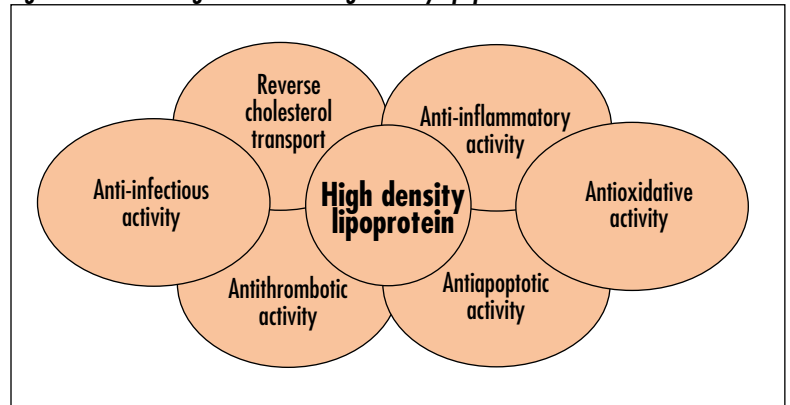 Reverse
cholesterol
transport
Anti-inflammatory
activity
Anti-infectious
activity
High density
lipoprotein
Antioxidative
activity
Antithrombotic
activity
Antiapoptotic
activity